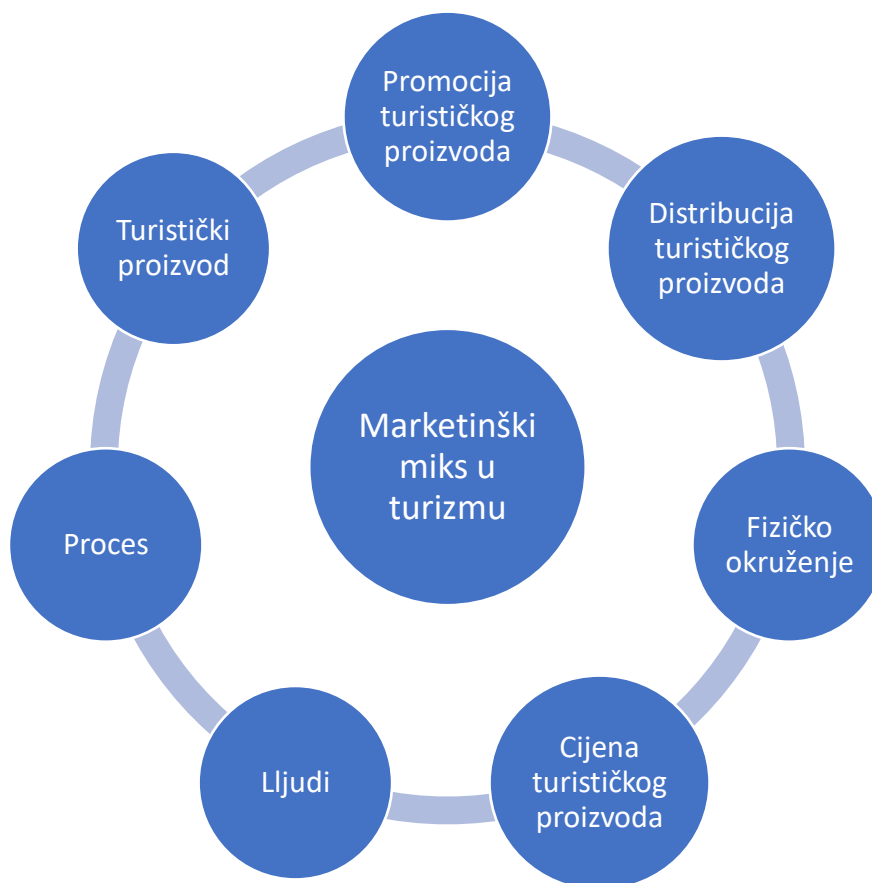 Promocija
turističkog
proizvoda
Distribucija
turističkog
proizvoda
Fizičko
okruženje
Cijena
turističkog
proizvoda
Lljudi
Proces
Turistički
proizvod
Marketinški
miks u
turizmu